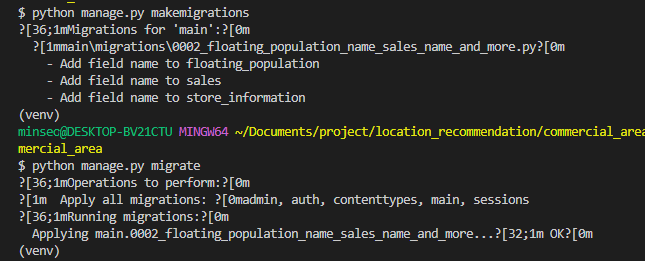 $ python manage.py makemigrations
?[36;1mMigrations for 'main':?[0m
?[1mmain\migrations\0002_floating_population_name_sales_name_and_more.py?[0m
- Add field name to floating_population
- Add field name to sales
- Add field name to store_information
(venv)
minseo@DESKTOP-BV21CTU MINGW64 ~/Documents/project/location_recommendation/commercial_area
mercial_area
$ python manage.py migrate
?[36;1mOperations to perform:?[0m
?[1m  Apply all migrations: ?[0madmin, auth, contenttypes, main, sessions
?[36;1mRunning migrations:?[0m
Applying main.0002_floating_population_name_sales_name_and_more...?[32;1m OK?[0m
(venv)